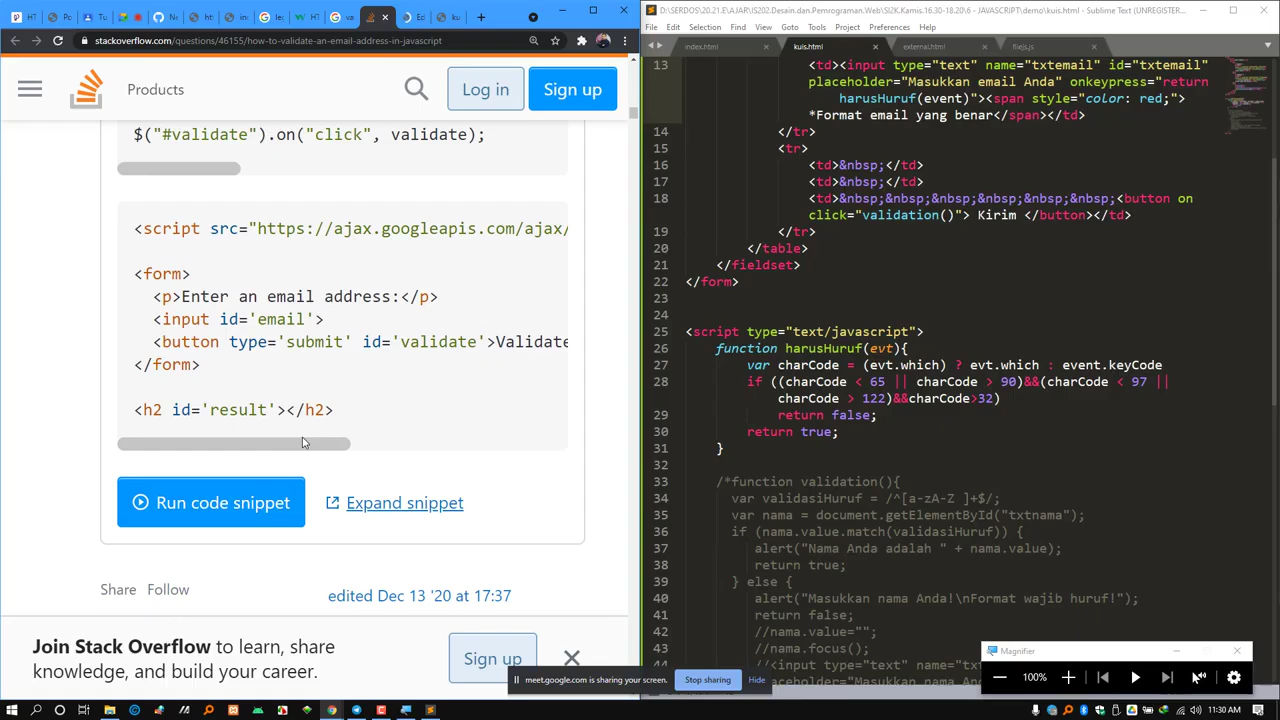 stackoverflow.com/questions/46155/how-to-validate-an-email-address-in-javascript
Products
Log in
Sign up
$("#validate").on("click", validate);
<script src="https://ajax.googleapis.com/ajax/
<form>
<p>Enter an email address:</p>
<input id='email'>
<button type='submit' id='validate'>Validate
</form>
<h2 id='result'></h2>
Run code snippet
Expand snippet
Share Follow
edited Dec 13 '20 at 17:37
Join Stack Overflow to learn, share
knowledge, and build your career.
Sign up
meet.google.com is sharing your screen.
Stop sharing
Hide
D:\SERDOS\20.21.E\AJAR\IS202.Desain.dan.Pemrograman.Web\SI2K.Kamis.16.30-18.20\6 - JAVASCRIPT\demo\kuis.html - Sublime Text (UNREGISTER...
File Edit Selection Find View Goto Tools Project Preferences Help
index.html
kuis.html
external.html
filejs.js
13 <td><input type="text" name="txtemail" id="txtemail"
placeholder="Masukkan email Anda" onkeypress="return
harusHuruf(event)"><span style="color: red;">
*Format email yang benar</span></td>
14 </tr>
15 <tr>
16 <td>&nbsp;</td>
17 <td>&nbsp;</td>
18 <td>&nbsp;&nbsp;&nbsp;&nbsp;&nbsp;&nbsp;<button on
click="validation()"> Kirim </button></td>
19 </tr>
20 </table>
21 </fieldset>
22 </form>
23
24
25 <script type="text/javascript">
26 function harusHuruf(evt){
27 var charCode = (evt.which) ? evt.which : event.keyCode
28 if ((charCode < 65 || charCode > 90)&&(charCode < 97 ||
charCode > 122)&&charCode>32)
29 return false;
30 return true;
31 }
32
33 /*function validation(){
34 var validasiHuruf = /^[a-zA-Z ]+$/;
35 var nama = document.getElementById("txtnama");
36 if (nama.value.match(validasiHuruf)) {
37 alert("Nama Anda adalah " + nama.value);
38 return true;
39 } else {
40 alert("Masukkan nama Anda!\nFormat wajib huruf!");
41 return false;
42 //nama.value="";
43 //nama.focus();
44 //<input type="text" name="txt
Magnifier
100%
11:30 AM